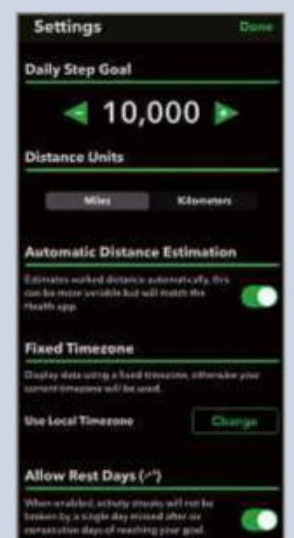 Settings Done
Daily Step Goal
10,000
Distance Units
Miles Kilometers
Automatic Distance Estimation
Estimates walked distance automatically, this
can be more variable but will match the
Health app.
Fixed Timezone
Display data using a fixed timezone, otherwise your
current timezone will be used.
Use Local Timezone Change
Allow Rest Days
When enabled, activity streaks will not be
broken by a single day missed after six
consecutive days of reaching your goal.